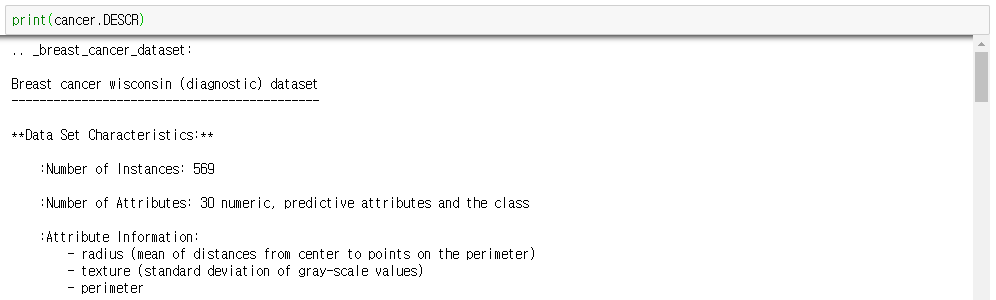 print(cancer.DESCR)
.. _breast_cancer_dataset:
Breast cancer wisconsin (diagnostic) dataset
--------------------------------------------
**Data Set Characteristics:**
:Number of Instances: 569
:Number of Attributes: 30 numeric, predictive attributes and the class
:Attribute Information:
- radius (mean of distances from center to points on the perimeter)
- texture (standard deviation of gray-scale values)
- perimeter